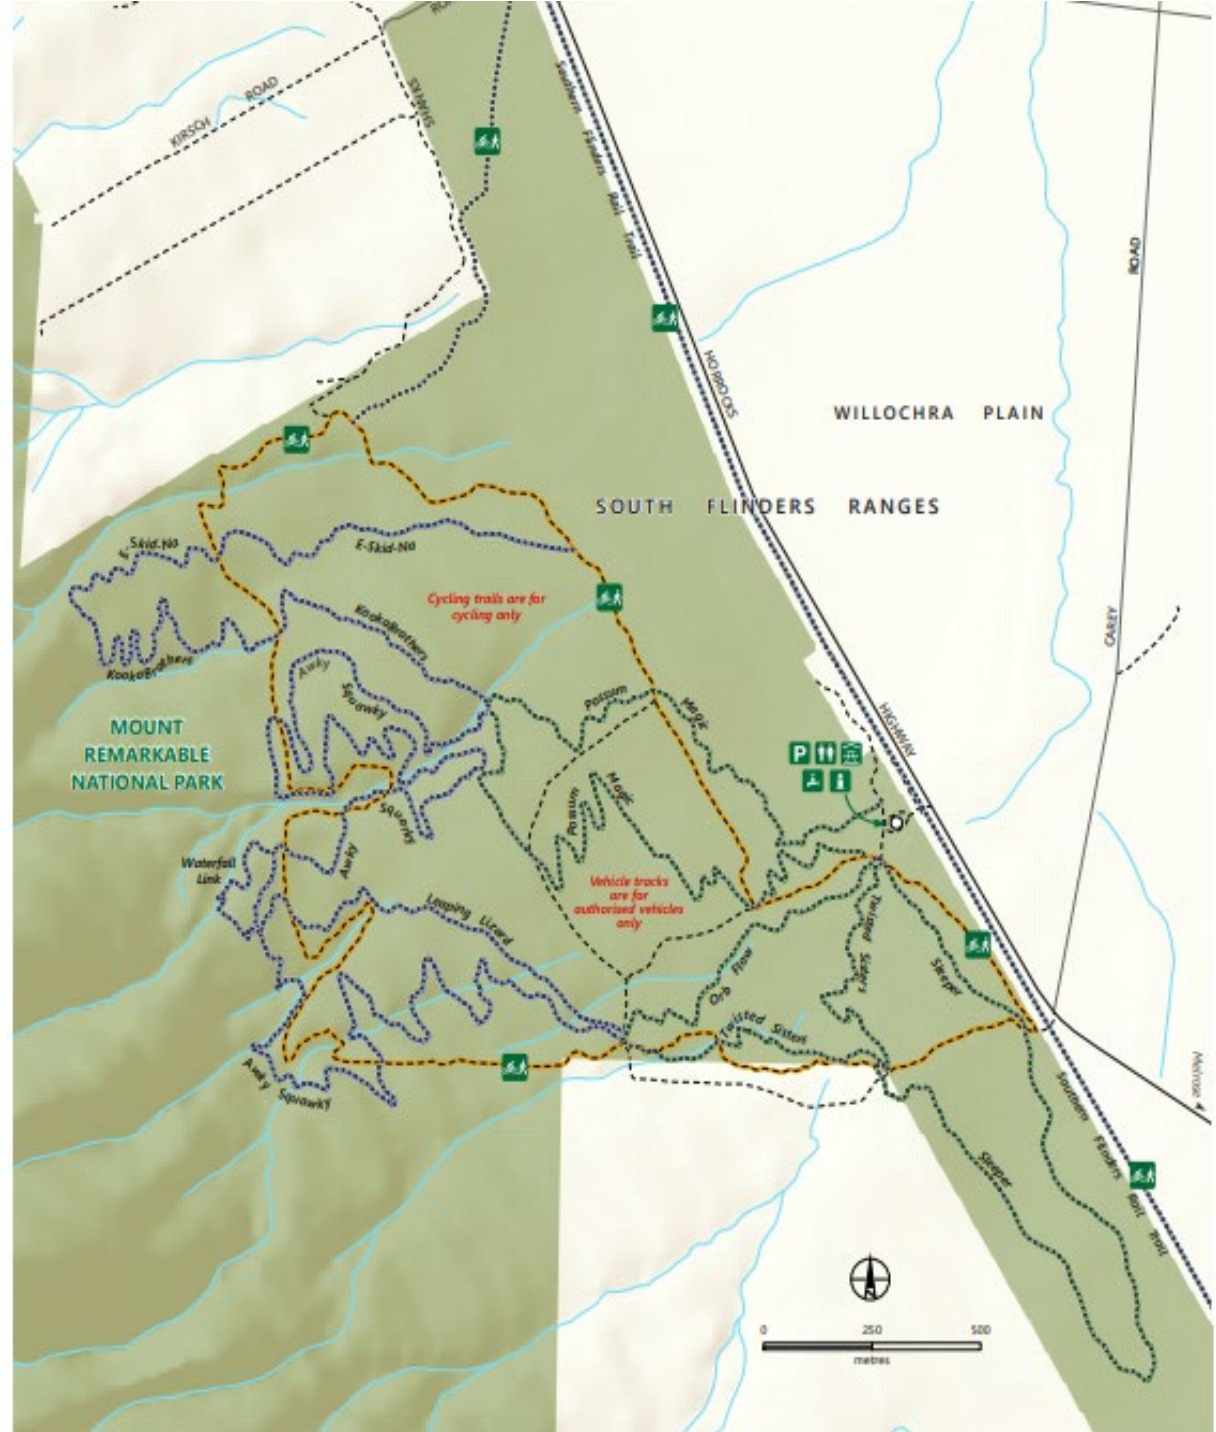 RO
Southern Flinders Rail Trail
KIRSCH ROAD
SHARKS
ROAD
HORROCKS
WILLOCHRA PLAIN
SOUTH FLINDERS RANGES
E-Skid-Na
E-Skid-Na
Cycling trails are for
cycling only
KookaBrothers
CAREY
KookaBrothers
Awky
Squawky
Possum
Magic
MOUNT
REMARKABLE
NATIONAL PARK
HIGHWAY
P
Possum
Magic
Squawky
Awky
Waterfall
Link
Vehicle tracks
are for
authorised vehicles
only
Leaping Lizard
Twisted Sisters
Sleeper
Orb Flow
Twisted Sisters
Awky
Squawky
Melrose
Southern Flinders Rail Trail
Sleeper
N
0 250 500
metres